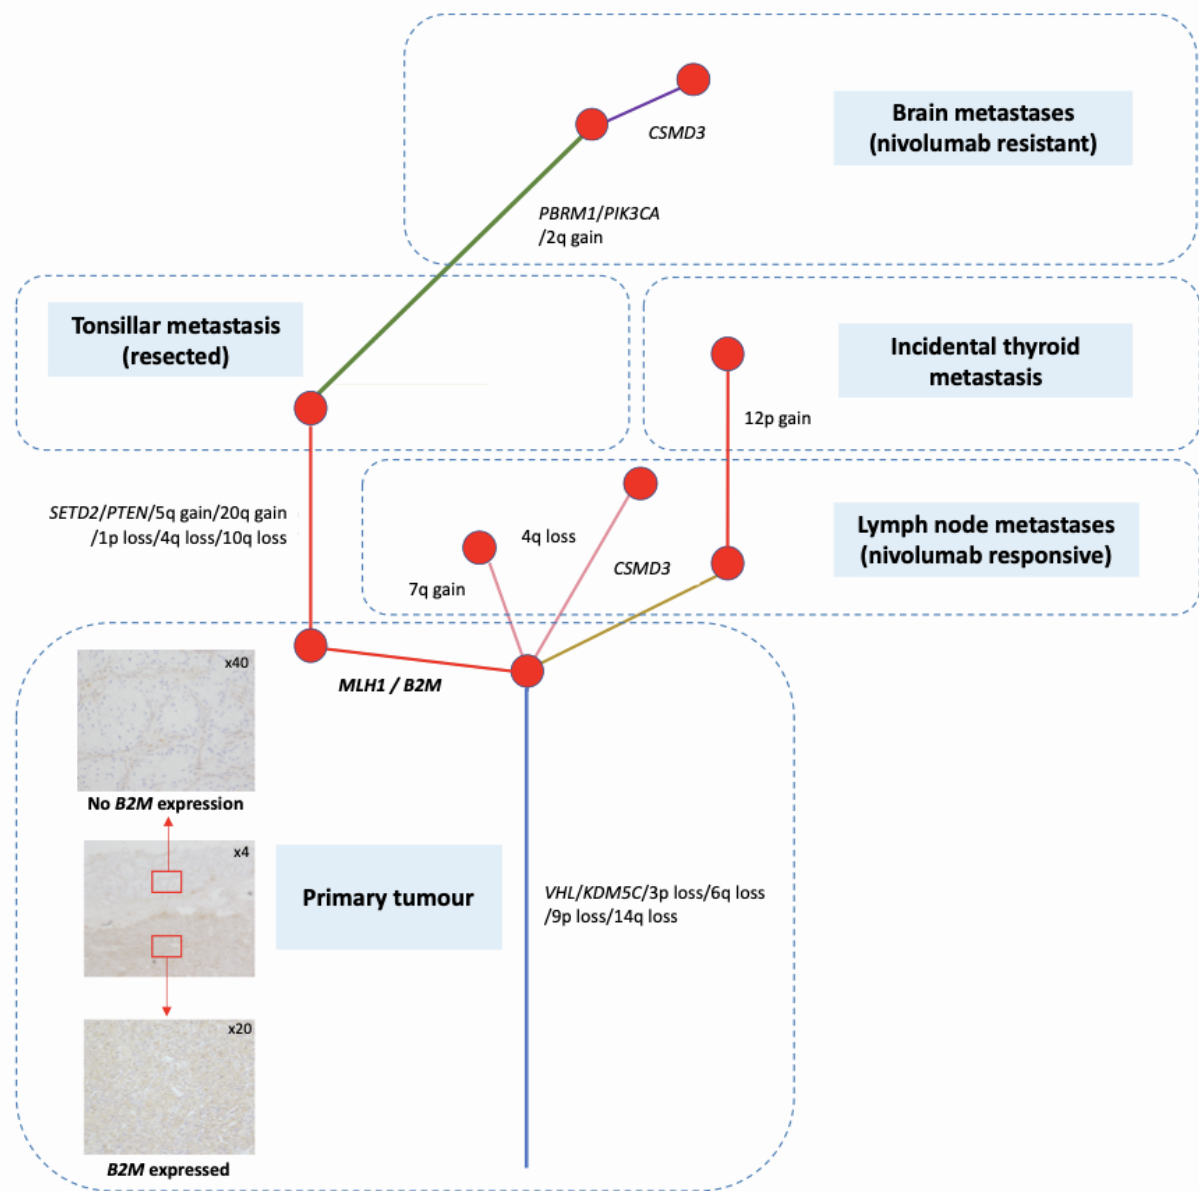 Brain metastases
(nivolumab resistant)
CSMD3
PBRM1/PIK3CA
/2q gain
Tonsillar metastasis
(resected)
Incidental thyroid
metastasis
12p gain
SETD2/PTEN/5q gain/20q gain
/1p loss/4q loss/10q loss
4q loss
CSMD3
7q gain
Lymph node metastases
(nivolumab responsive)
MLH1 / B2M
x40
No B2M expression
x4
Primary tumour
VHL/KDM5C/3p loss/6q loss
/9p loss/14q loss
x20
B2M expressed